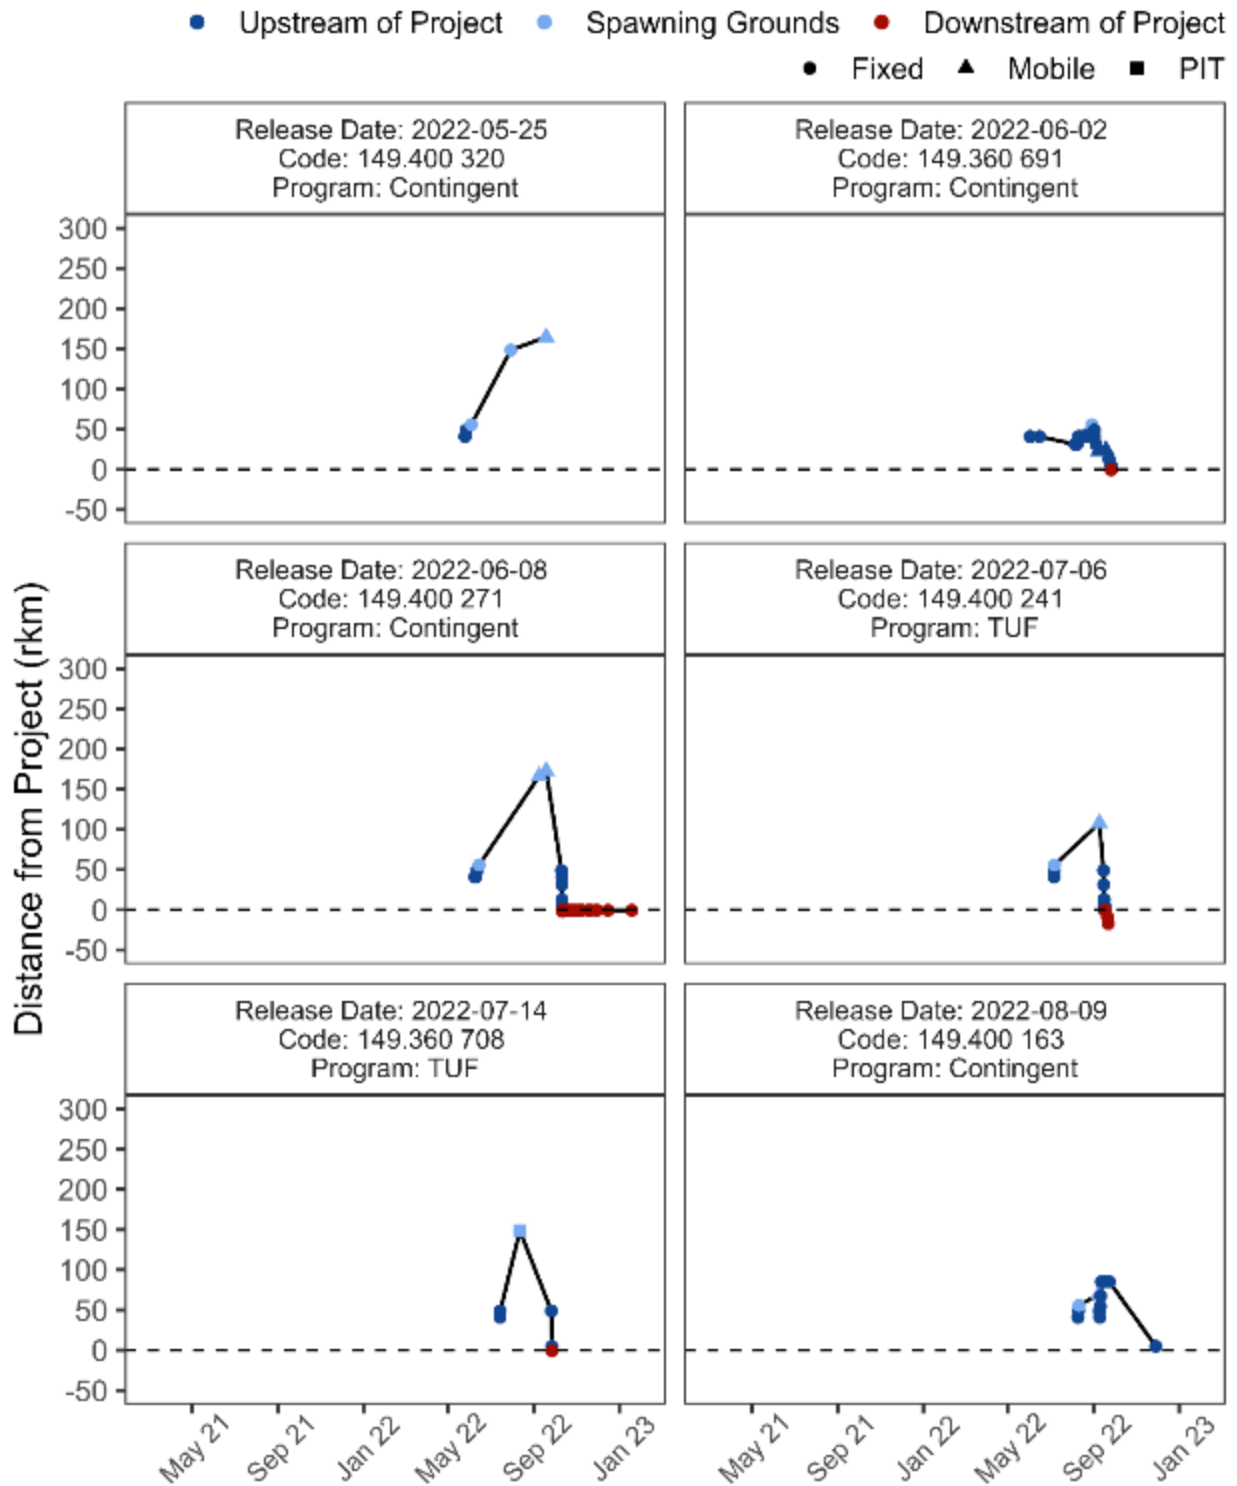 Upstream of Project Spawning Grounds Downstream of Project
Fixed Mobile PIT
Release Date: 2022-05-25
Code: 149.400 320
Program: Contingent
Release Date: 2022-06-02
Code: 149.360 691
Program: Contingent
300
250
200
150
100
50
0
-50
Release Date: 2022-06-08
Code: 149.400 271
Program: Contingent
Release Date: 2022-07-06
Code: 149.400 241
Program: TUF
Distance from Project (rkm)
300
250
200
150
100
50
0
-50
Release Date: 2022-07-14
Code: 149.360 708
Program: TUF
Release Date: 2022-08-09
Code: 149.400 163
Program: Contingent
300
250
200
150
100
50
0
-50
May 21 Sep 21 Jan 22 May 22 Sep 22 Jan 23 May 21 Sep 21 Jan 22 May 22 Sep 22 Jan 23